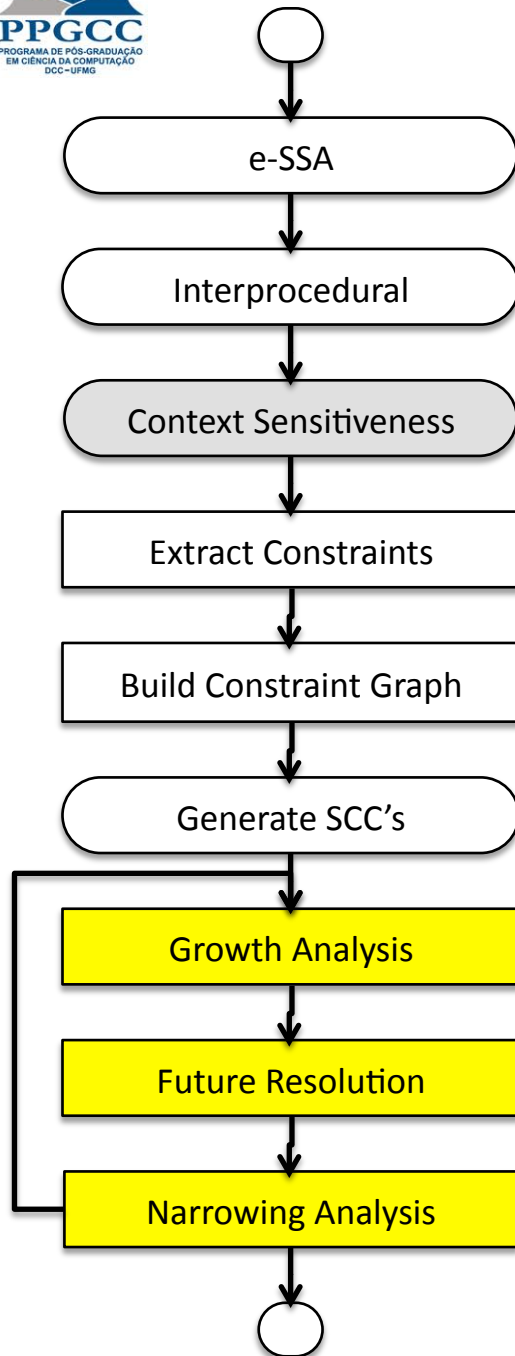 PPGCC
PROGRAMA DE PÓS-GRADUAÇÃO
EM CIÊNCIA DA COMPUTAÇÃO
DCC-UFMG
e-SSA
Interprocedural
Context Sensitiveness
Extract Constraints
Build Constraint Graph
Generate SCC’s
Growth Analysis
Future Resolution
Narrowing Analysis